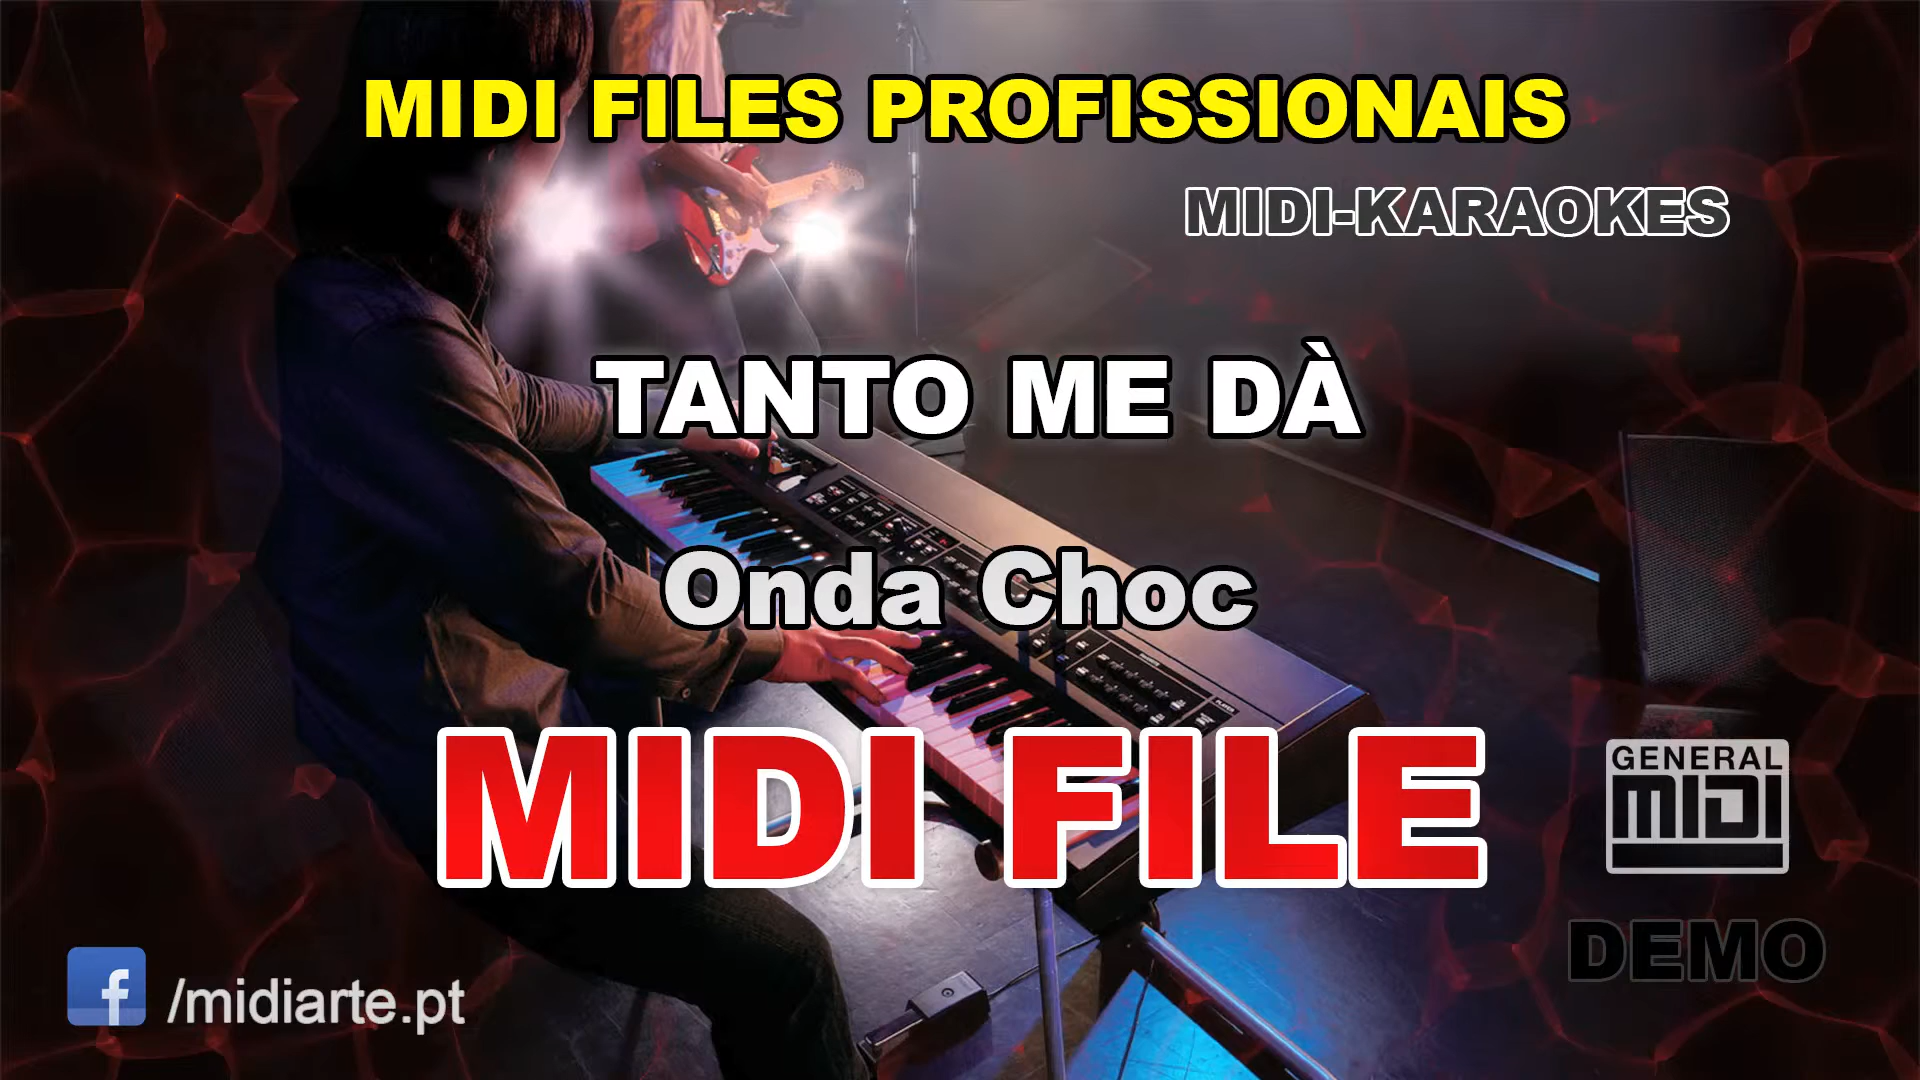 MIDI FILES PROFISSIONAIS
MIDI-KARAOKES
TANTO ME DÀ
Onda Choc
MIDI FILE
GENERAL
MIDI
DEMO
f /midiarte.pt